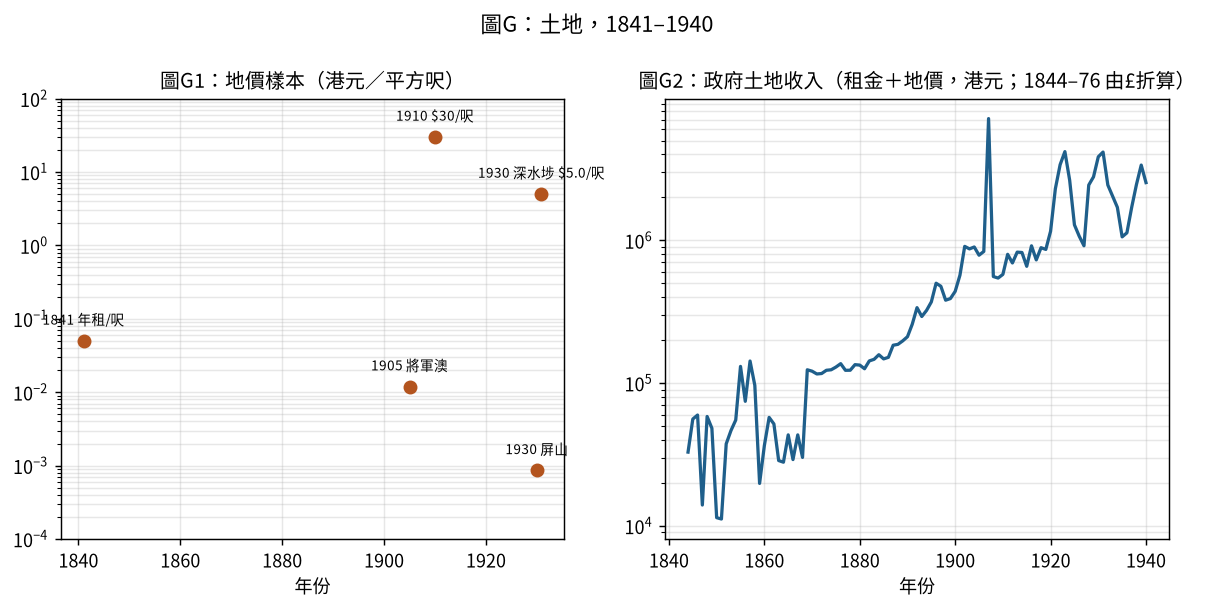 圖G：土地，1841–1940
圖G1：地價樣本（港元／平方呎）
10²
10¹
10⁰
10⁻¹
10⁻²
10⁻³
10⁻⁴
1910 $30/呎
1930 深水埗 $5.0/呎
1841 年租/呎
1905 將軍澳
1930 屏山
1840 1860 1880 1900 1920
年份
圖G2：政府土地收入（租金＋地價，港元；1844–76 由£折算）
10⁶
10⁵
10⁴
1840 1860 1880 1900 1920 1940
年份